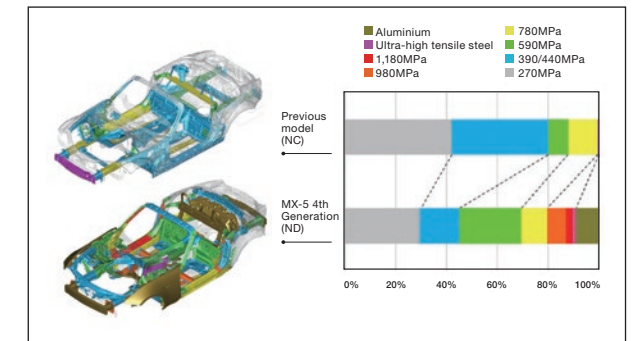 Aluminium
Ultra-high tensile steel
1,180MPa
980MPa
780MPa
590MPa
390/440MPa
270MPa
Previous
model
(NC)
MX-5 4th
Generation
(ND)
0% 20% 40% 60% 80% 100%